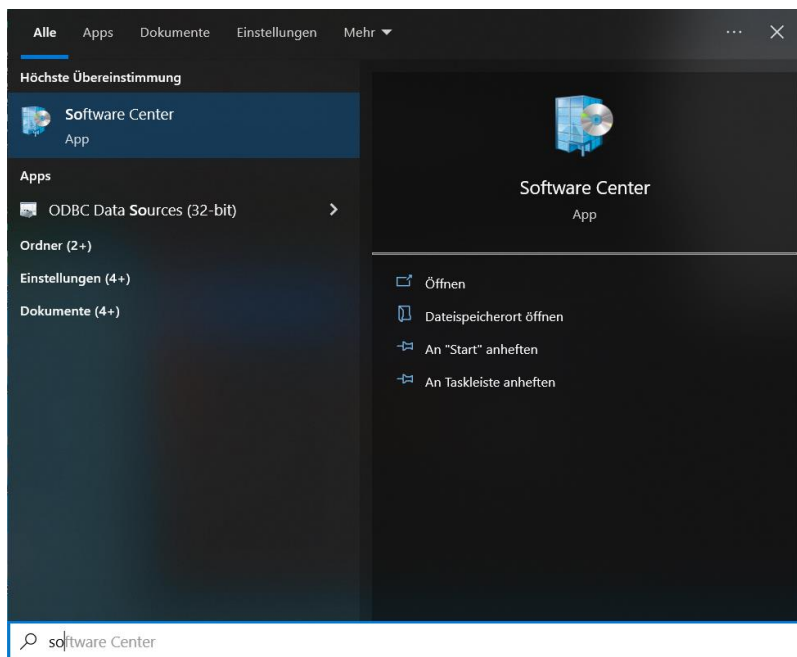 Alle Apps Dokumente Einstellungen Mehr
Höchste Übereinstimmung
Software Center
App
Apps
ODBC Data Sources (32-bit)
Ordner (2+)
Einstellungen (4+)
Dokumente (4+)
Software Center
App
Öffnen
Dateispeicherort öffnen
An "Start" anheften
An Taskleiste anheften
software Center